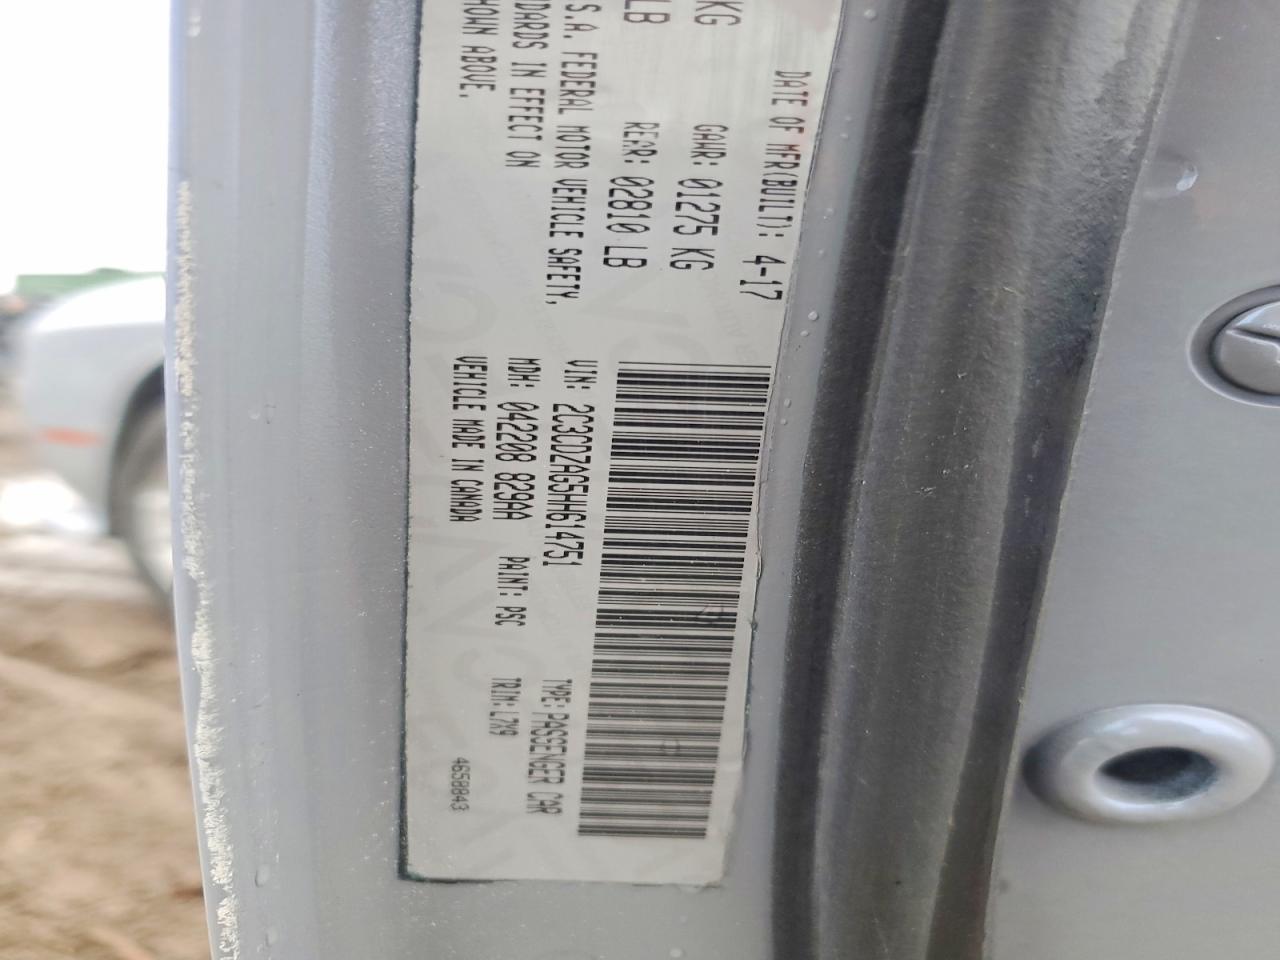 DATE OF MFR(BUILT): 4-17
KG GAWR: 01275 KG
LB REAR: 02810 LB
.S.A. FEDERAL MOTOR VEHICLE SAFETY,
DARDS IN EFFECT ON
HOWN ABOVE.
VIN: 2C3CDZAG5HH614751 TYPE: PASSENGER CAR
MDH: 042208 829AA PAINT: PSC TRIM: L7X9
VEHICLE MADE IN CANADA 4658843